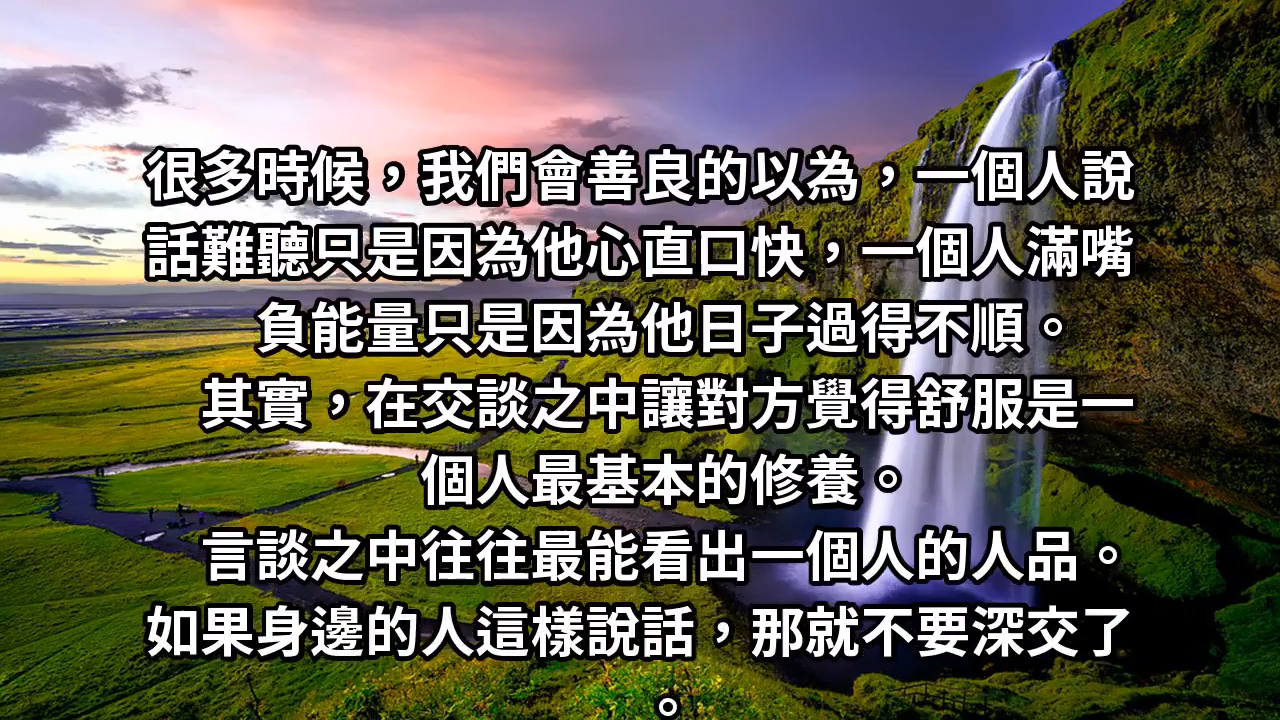 很多時候，我們會善良的以為，一個人說
話難聽只是因為他心直口快，一個人滿嘴
負能量只是因為他日子過得不順。
其實，在交談之中讓對方覺得舒服是一
個人最基本的修養。
言談之中往往最能看出一個人的人品。
如果身邊的人這樣說話，那就不要深交了
。